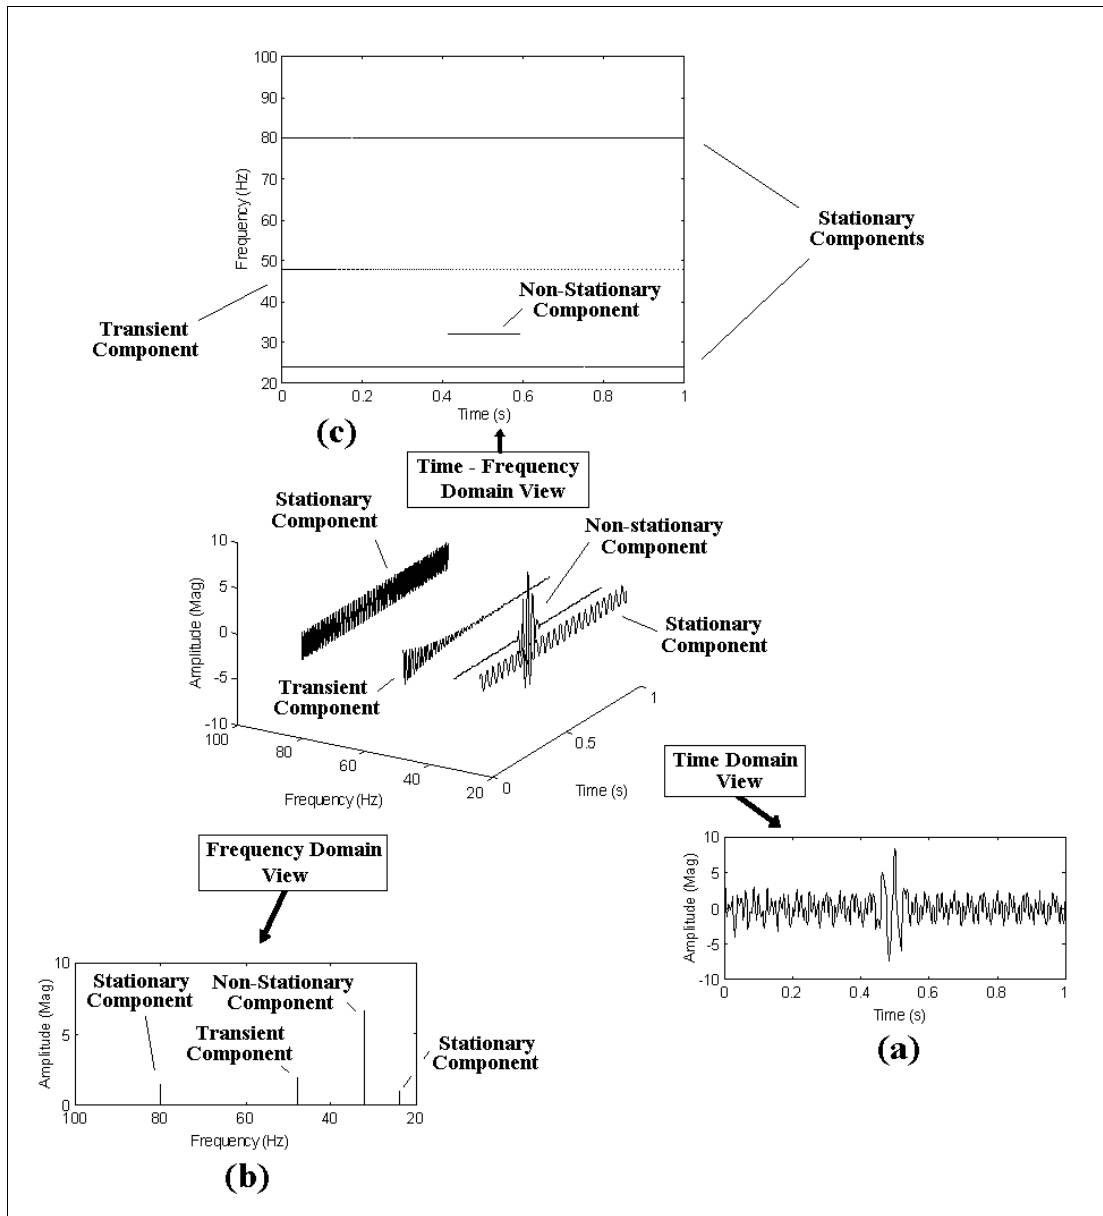 100
90
80
70
60
50
40
30
20
Frequency (Hz)
0 0.2 0.4 0.6 0.8 1
Time (s)
Stationary
Components
Non-Stationary
Component
Transient
Component
(c)
Time - Frequency
Domain View
Stationary
Component
Non-stationary
Component
Stationary
Component
Transient
Component
10
5
0
-5
-10
Amplitude (Mag)
100 80 60 40 20
Frequency (Hz)
0 0.5 1
Time (s)
Time Domain
View
10
5
0
-5
-10
Amplitude (Mag)
0 0.2 0.4 0.6 0.8 1
Time (s)
(a)
Frequency Domain
View
10
5
0
Amplitude (Mag)
Stationary
Component
Non-Stationary
Component
Transient
Component
Stationary
Component
100 80 60 40 20
Frequency (Hz)
(b)